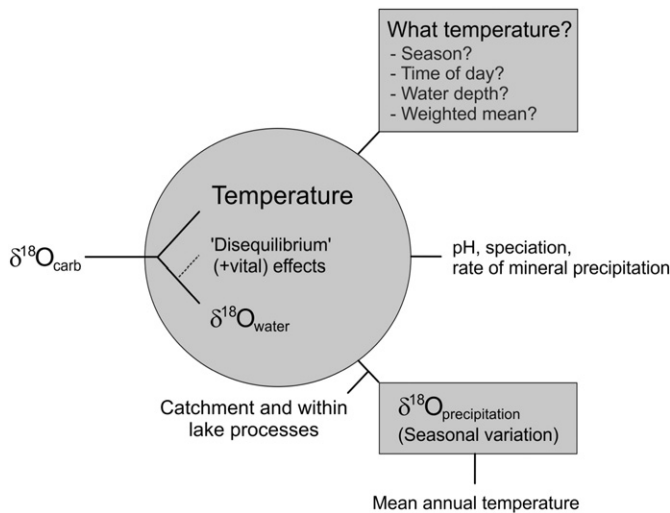 What temperature?
- Season?
- Time of day?
- Water depth?
- Weighted mean?
Temperature
δ¹⁸Ocarb
'Disequilibrium'
(+vital) effects
pH, speciation,
rate of mineral precipitation
δ¹⁸Owater
Catchment and within
lake processes
δ¹⁸Oprecipitation
(Seasonal variation)
Mean annual temperature